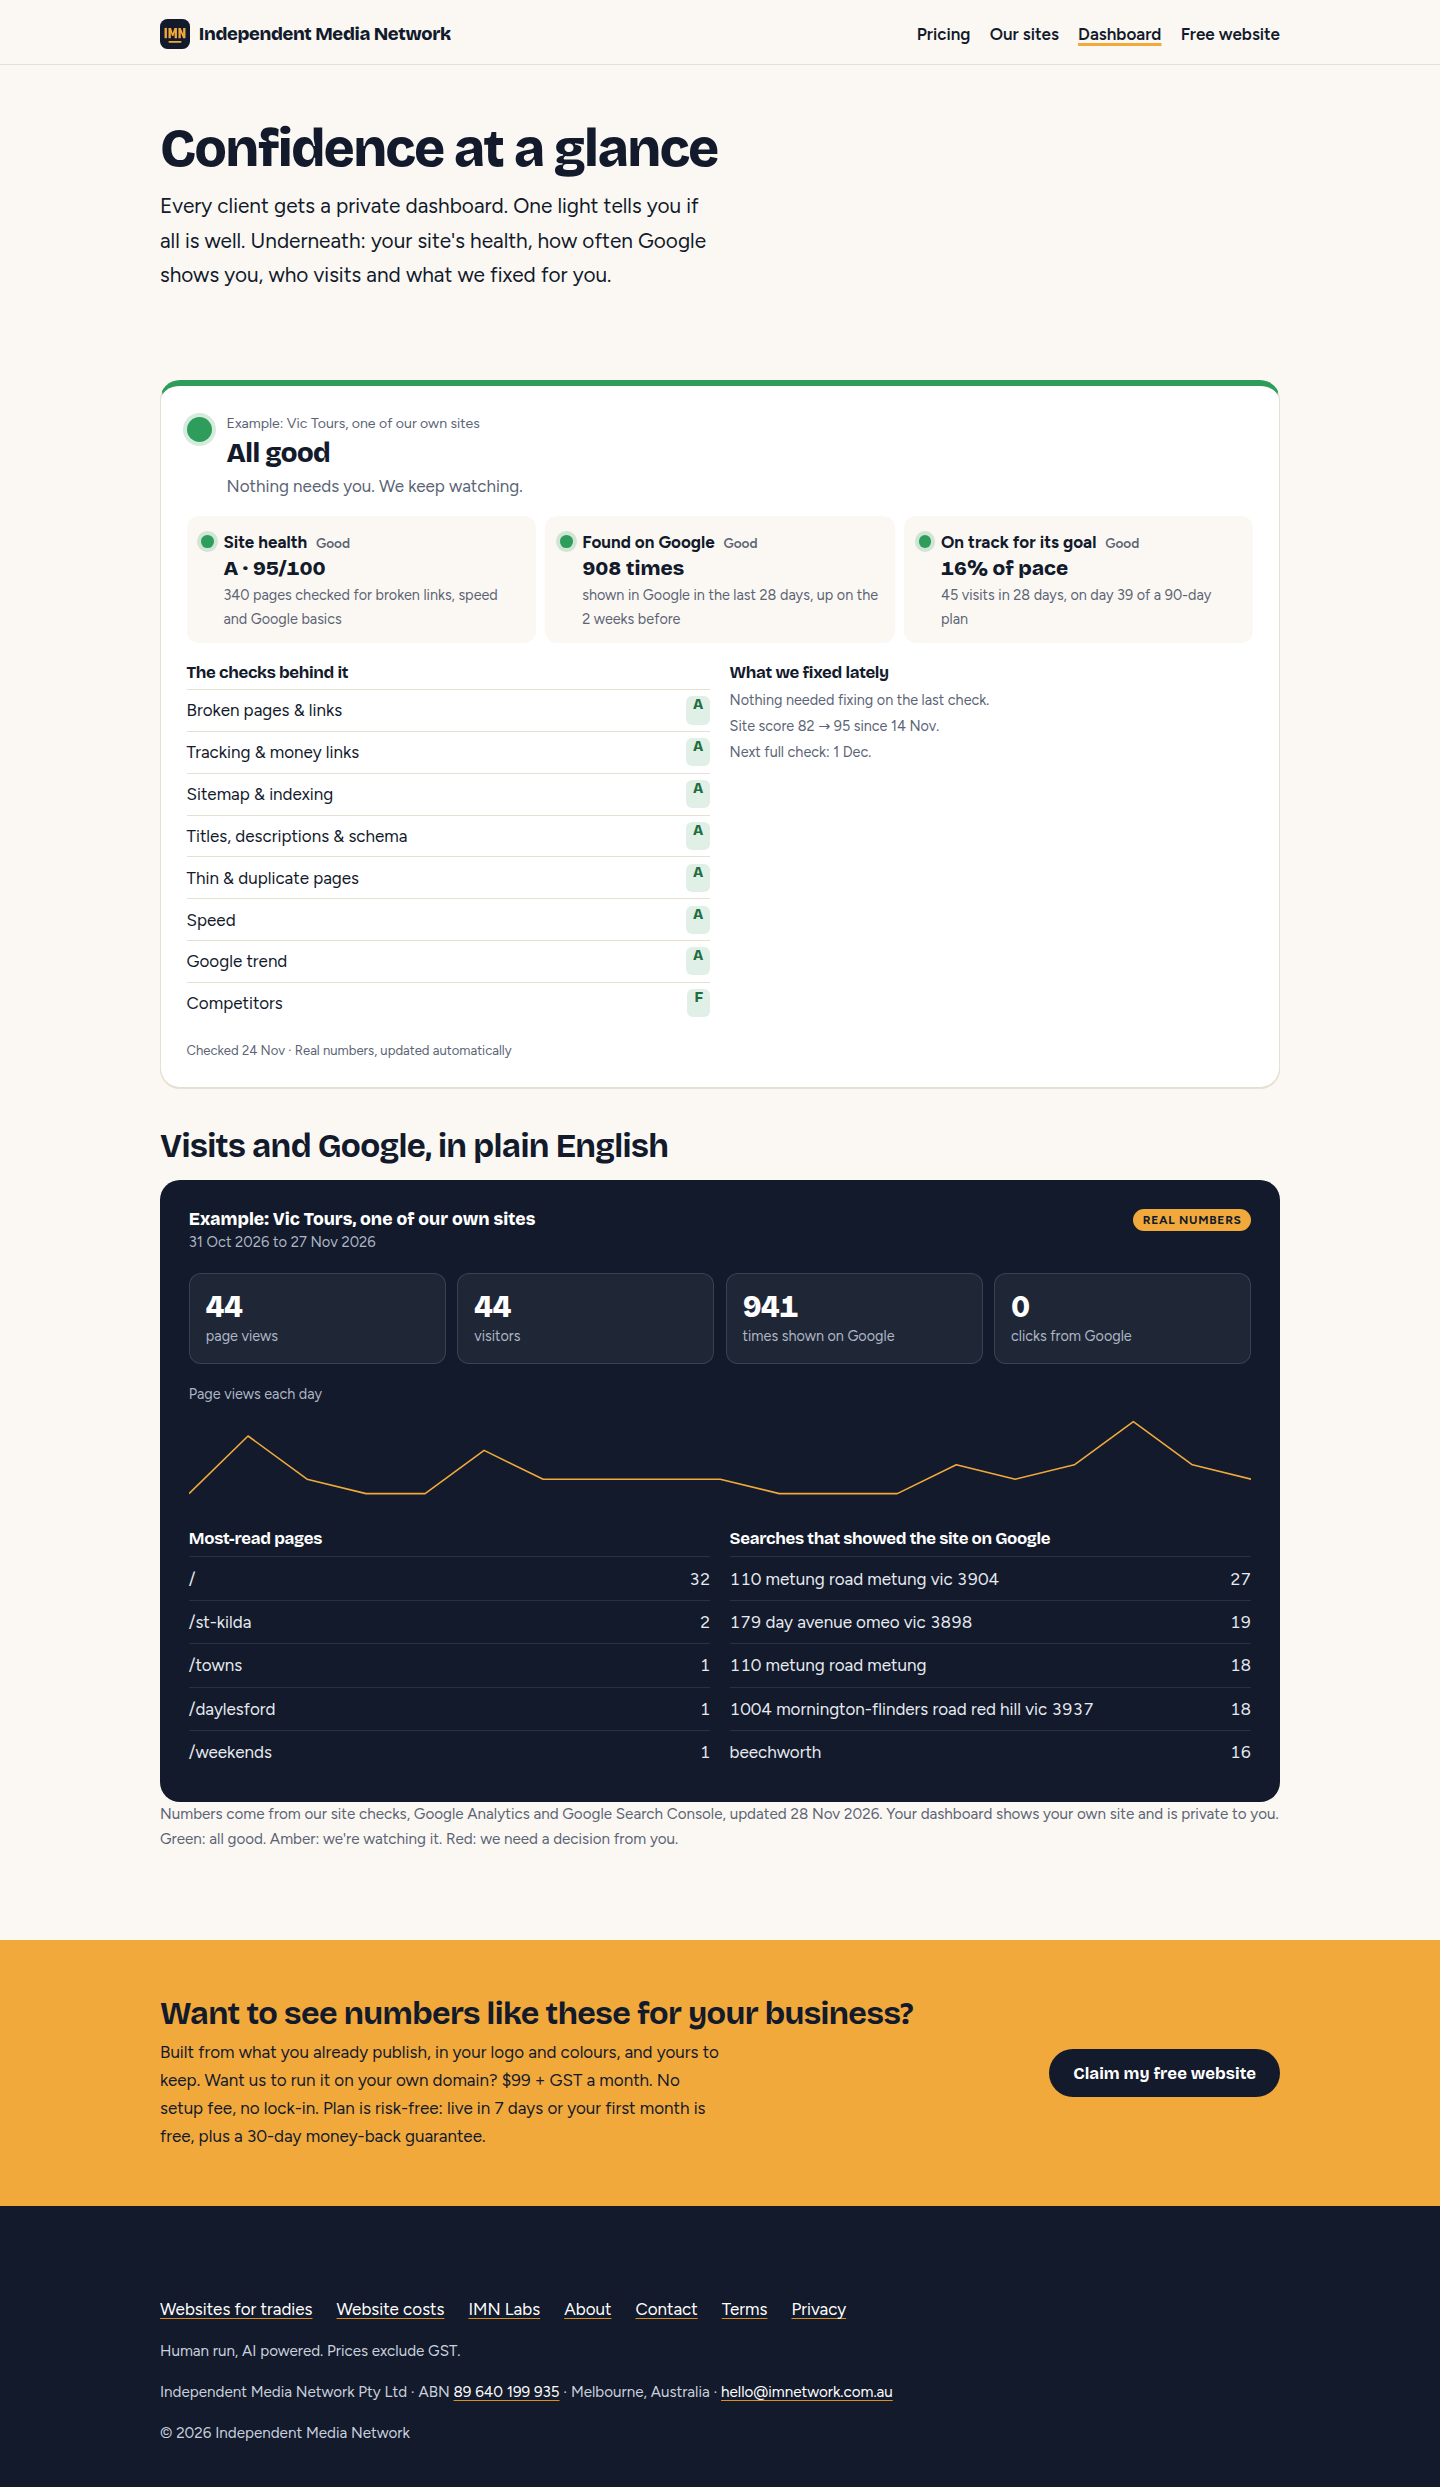 IMN Independent Media Network
Pricing Our sites Dashboard Free website
Confidence at a glance
Every client gets a private dashboard. One light tells you if
all is well. Underneath: your site's health, how often Google
shows you, who visits and what we fixed for you.
Example: Vic Tours, one of our own sites
All good
Nothing needs you. We keep watching.
Site health Good
A · 95/100
340 pages checked for broken links, speed
and Google basics
Found on Google Good
908 times
shown in Google in the last 28 days, up on the
2 weeks before
On track for its goal Good
16% of pace
45 visits in 28 days, on day 39 of a 90-day
plan
The checks behind it
Broken pages & links A
Tracking & money links A
Sitemap & indexing A
Titles, descriptions & schema A
Thin & duplicate pages A
Speed A
Google trend A
Competitors F
What we fixed lately
Nothing needed fixing on the last check.
Site score 82 → 95 since 14 Nov.
Next full check: 1 Dec.
Checked 24 Nov · Real numbers, updated automatically
Visits and Google, in plain English
Example: Vic Tours, one of our own sites
REAL NUMBERS
31 Oct 2026 to 27 Nov 2026
44
page views
44
visitors
941
times shown on Google
0
clicks from Google
Page views each day
Most-read pages
/ 32
/st-kilda 2
/towns 1
/daylesford 1
/weekends 1
Searches that showed the site on Google
110 metung road metung vic 3904 27
179 day avenue omeo vic 3898 19
110 metung road metung 18
1004 mornington-flinders road red hill vic 3937 18
beechworth 16
Numbers come from our site checks, Google Analytics and Google Search Console, updated 28 Nov 2026. Your dashboard shows your own site and is private to you.
Green: all good. Amber: we're watching it. Red: we need a decision from you.
Want to see numbers like these for your business?
Built from what you already publish, in your logo and colours, and yours to
keep. Want us to run it on your own domain? $99 + GST a month. No
setup fee, no lock-in. Plan is risk-free: live in 7 days or your first month is
free, plus a 30-day money-back guarantee.
Claim my free website
Websites for tradies Website costs IMN Labs About Contact Terms Privacy
Human run, AI powered. Prices exclude GST.
Independent Media Network Pty Ltd · ABN 89 640 199 935 · Melbourne, Australia · hello@imnetwork.com.au
© 2026 Independent Media Network